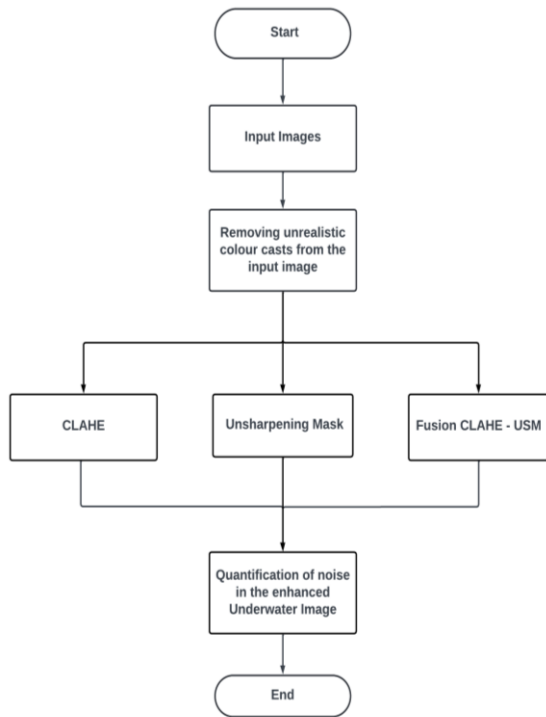 Start
Input Images
Removing unrealistic
colour casts from the
input image
CLAHE
Unsharpening Mask
Fusion CLAHE - USM
Quantification of noise
in the enhanced
Underwater Image
End